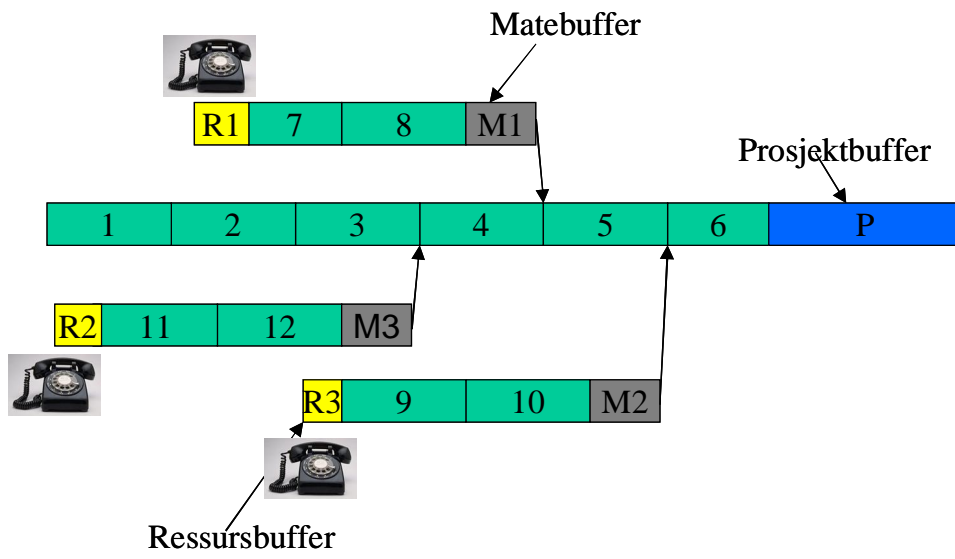 Matebuffer
R1 7 8 M1
Prosjektbuffer
1 2 3 4 5 6 P
R2 11 12 M3
R3 9 10 M2
Ressursbuffer